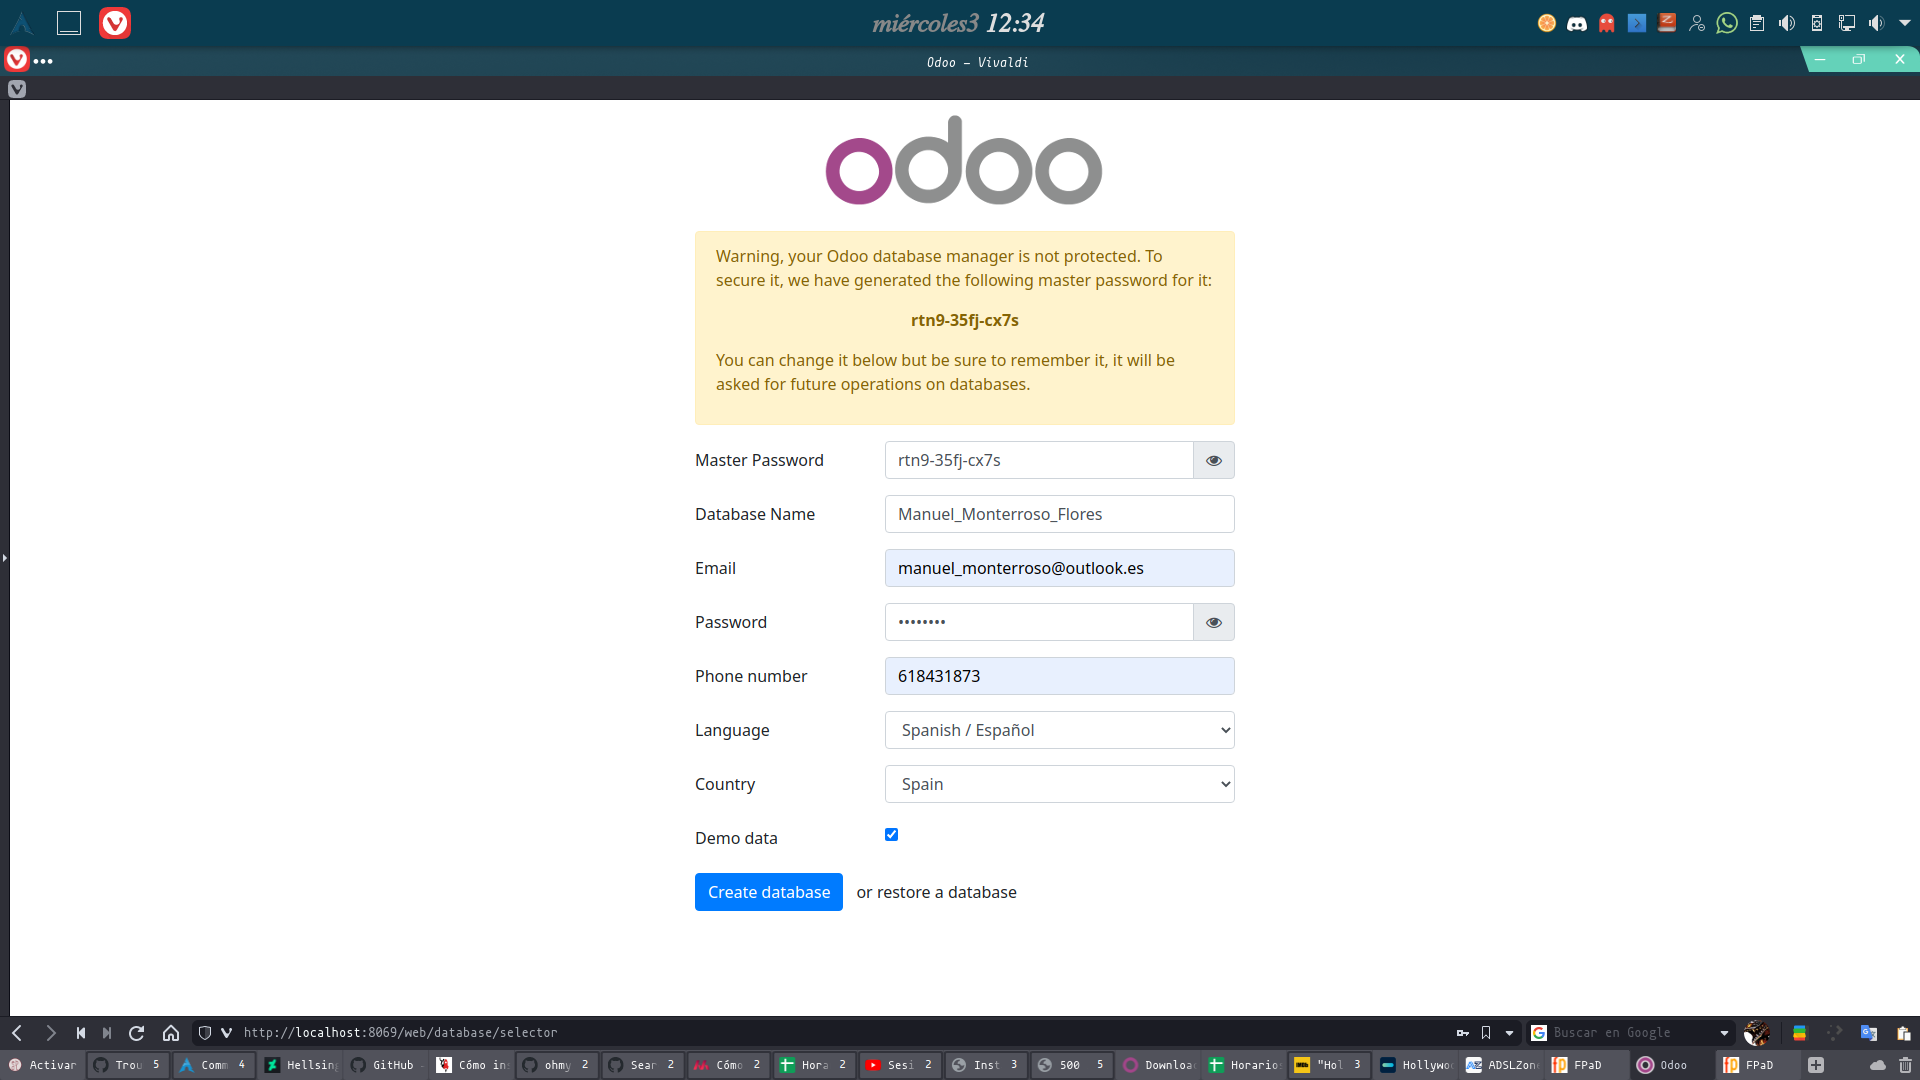 miércoles3 12:34
Odoo – Vivaldi
odoo
Warning, your Odoo database manager is not protected. To
secure it, we have generated the following master password for it:
rtn9-35fj-cx7s
You can change it below but be sure to remember it, it will be
asked for future operations on databases.
Master Password rtn9-35fj-cx7s
Database Name Manuel_Monterroso_Flores
Email manuel_monterroso@outlook.es
Password ••••••••
Phone number 618431873
Language Spanish / Español
Country Spain
Demo data
Create database or restore a database
http://localhost:8069/web/database/selector Buscar en Google
Activar Trou 5 Comm 4 Hellsing GitHub Cómo in ohmy 2 Sear 2 Cómo 2 Hora 2 Sesi 2 Inst 3 500 5 Download Horarios "Hol 3 Hollywo ADSLZon FPaD Odoo FPaD